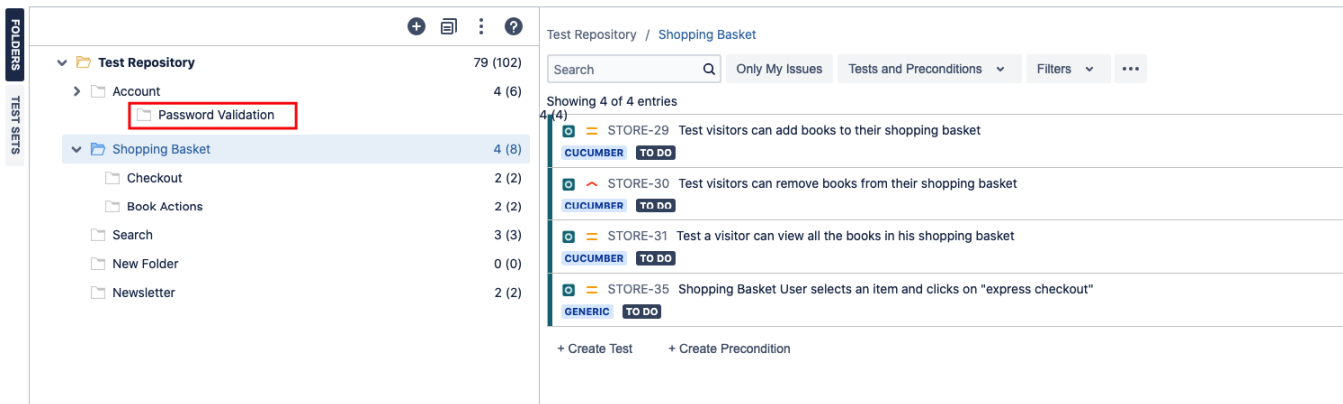 FOLDERS
TEST SETS
Test Repository 79 (102)
Account 4 (6)
Password Validation
Shopping Basket 4 (8)
Checkout 2 (2)
Book Actions 2 (2)
Search 3 (3)
New Folder 0 (0)
Newsletter 2 (2)
Test Repository / Shopping Basket
Search Only My Issues Tests and Preconditions Filters
Showing 4 of 4 entries
4 (4)
STORE-29 Test visitors can add books to their shopping basket
CUCUMBER TO DO
STORE-30 Test visitors can remove books from their shopping basket
CUCUMBER TO DO
STORE-31 Test a visitor can view all the books in his shopping basket
CUCUMBER TO DO
STORE-35 Shopping Basket User selects an item and clicks on "express checkout"
GENERIC TO DO
+ Create Test + Create Precondition